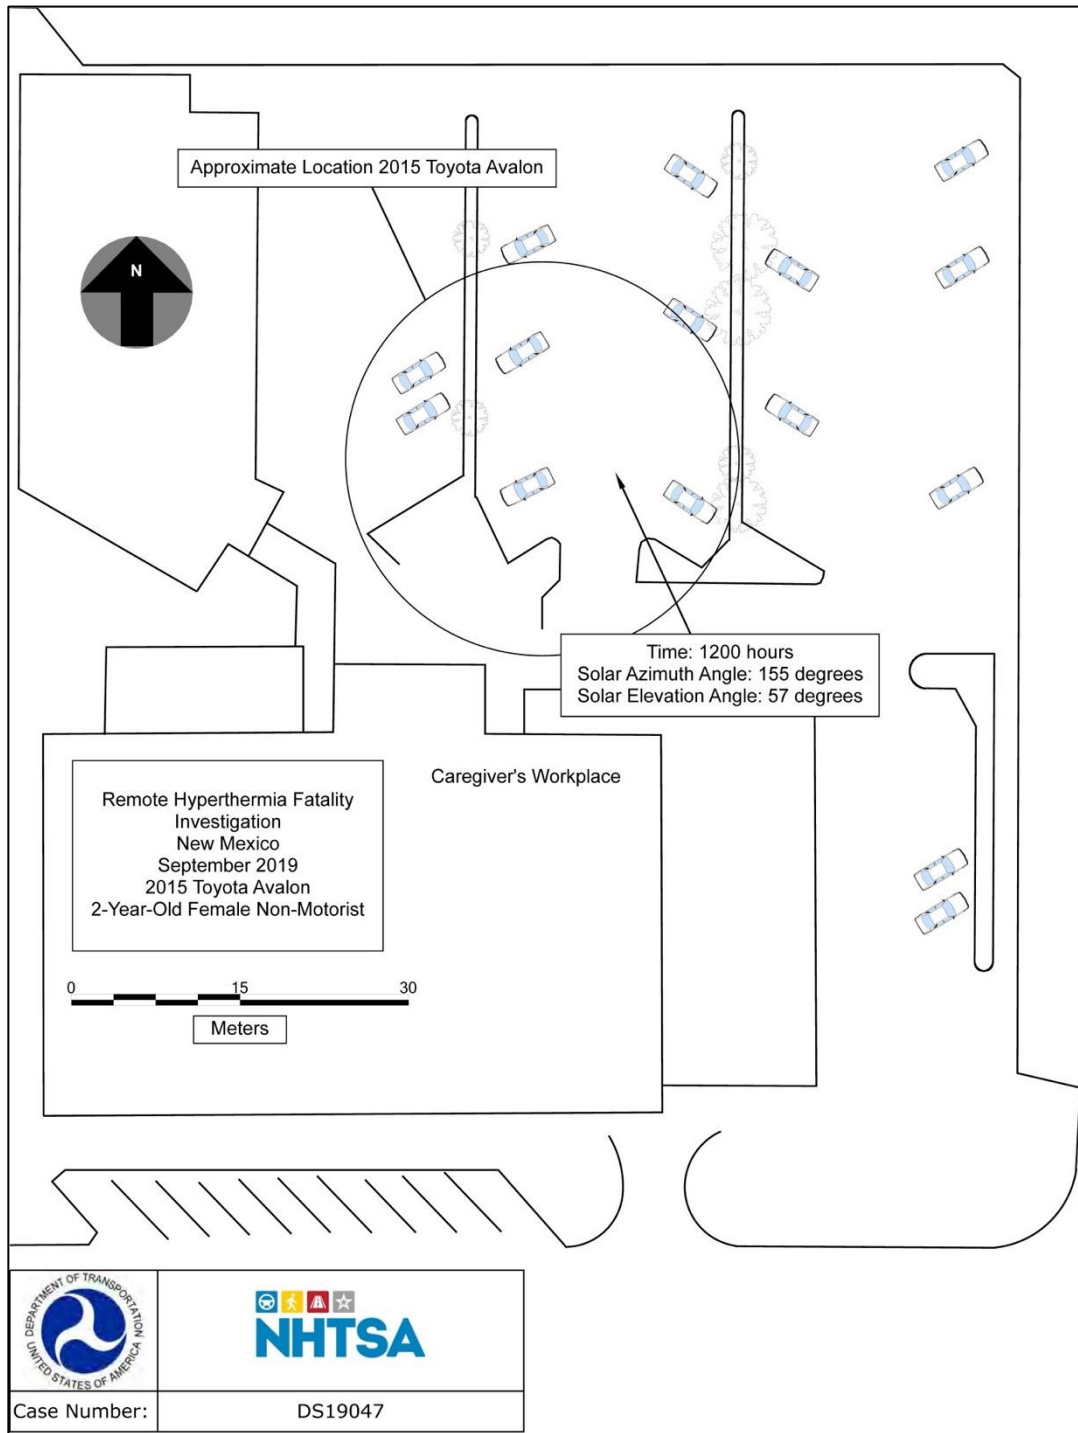 Approximate Location 2015 Toyota Avalon
N
Time: 1200 hours
Solar Azimuth Angle: 155 degrees
Solar Elevation Angle: 57 degrees
Caregiver's Workplace
Remote Hyperthermia Fatality
Investigation
New Mexico
September 2019
2015 Toyota Avalon
2-Year-Old Female Non-Motorist
0 15 30
Meters
DEPARTMENT OF TRANSPORTATION
UNITED STATES OF AMERICA
NHTSA
Case Number: DS19047